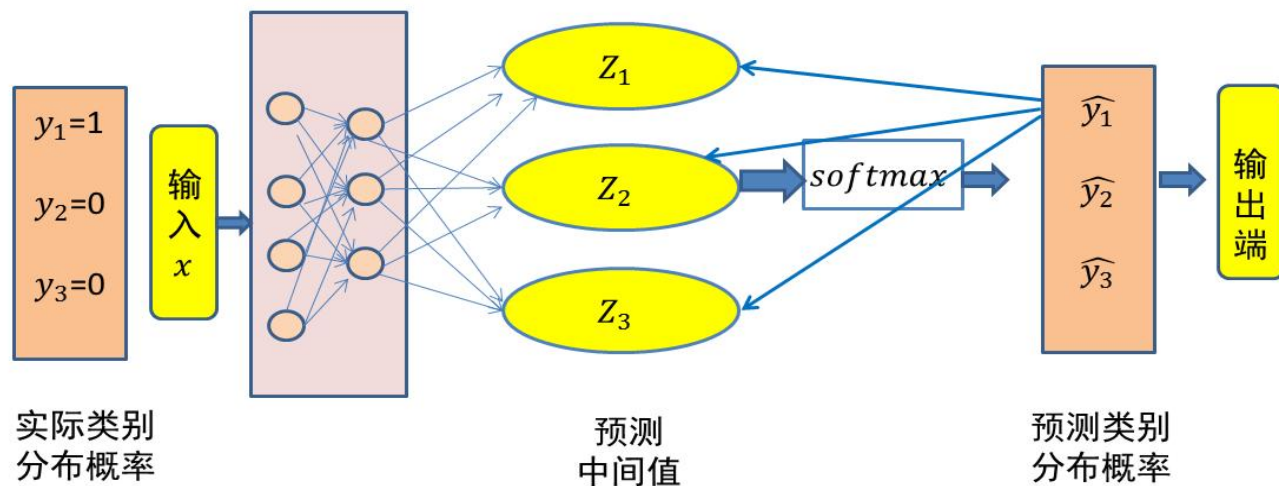 y₁=1
y₂=0
y₃=0
输
入
x
Z₁
Z₂
Z₃
softmax
ŷ₁
ŷ₂
ŷ₃
输
出
端
实际类别
分布概率
预测
中间值
预测类别
分布概率